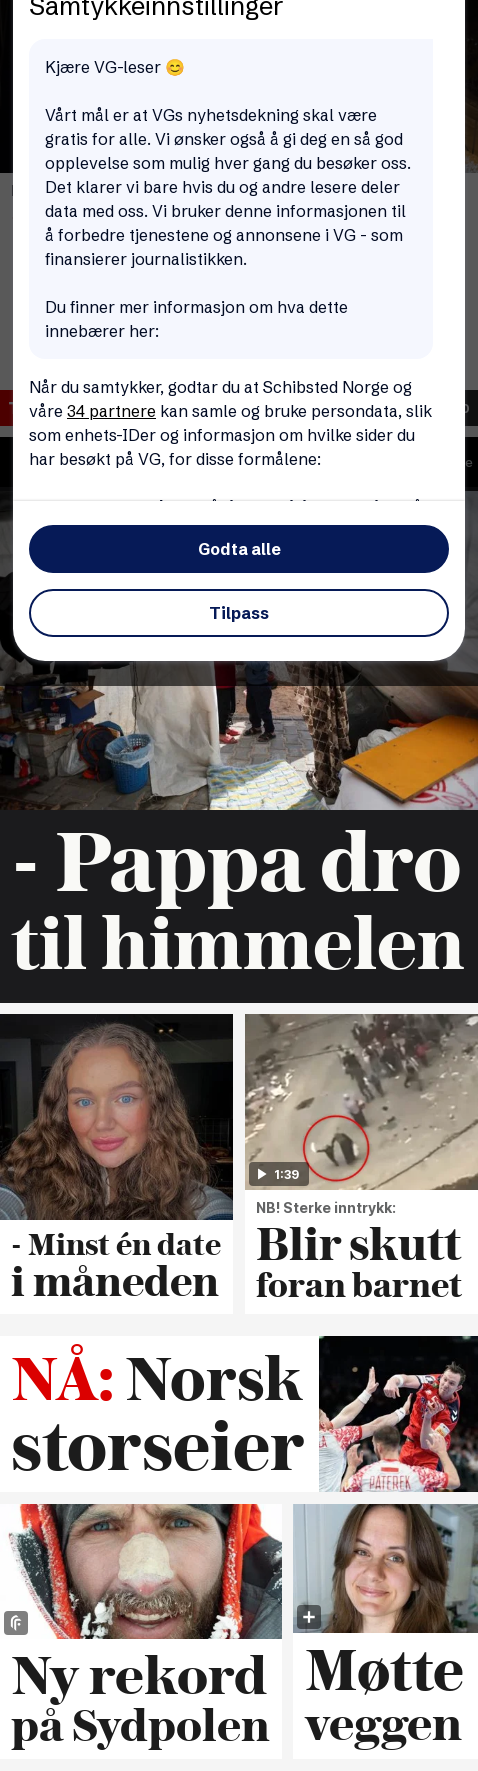 Samtykkeinnstillinger
Kjære VG-leser 😊
Vårt mål er at VGs nyhetsdekning skal være
gratis for alle. Vi ønsker også å gi deg en så god
opplevelse som mulig hver gang du besøker oss.
Det klarer vi bare hvis du og andre lesere deler
data med oss. Vi bruker denne informasjonen til
å forbedre tjenestene og annonsene i VG - som
finansierer journalistikken.
Du finner mer informasjon om hva dette
innebærer her:
Når du samtykker, godtar du at Schibsted Norge og
våre 34 partnere kan samle og bruke persondata, slik
som enhets-IDer og informasjon om hvilke sider du
har besøkt på VG, for disse formålene:
Godta alle
Tilpass
- Pappa dro
til himmelen
- Minst én date
i måneden
1:39
NB! Sterke inntrykk:
Blir skutt
foran barnet
NÅ: Norsk
storseier
PATEREK
Ny rekord
på Sydpolen
Møtte
veggen